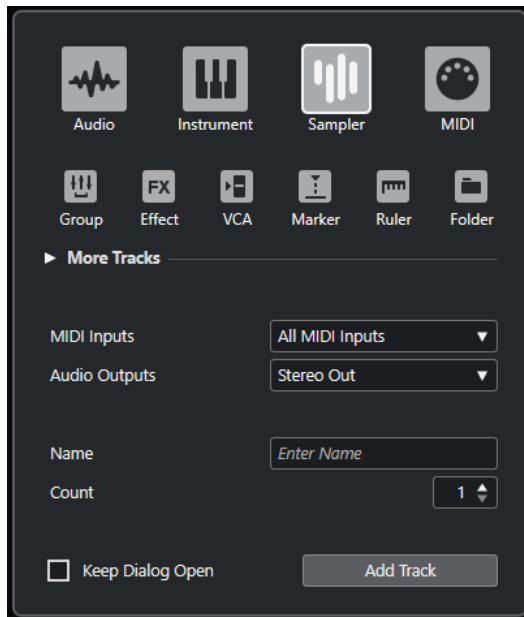 Audio Instrument Sampler MIDI
FX
Group Effect VCA Marker Ruler Folder
More Tracks
MIDI Inputs All MIDI Inputs
Audio Outputs Stereo Out
Name Enter Name
Count 1
Keep Dialog Open Add Track